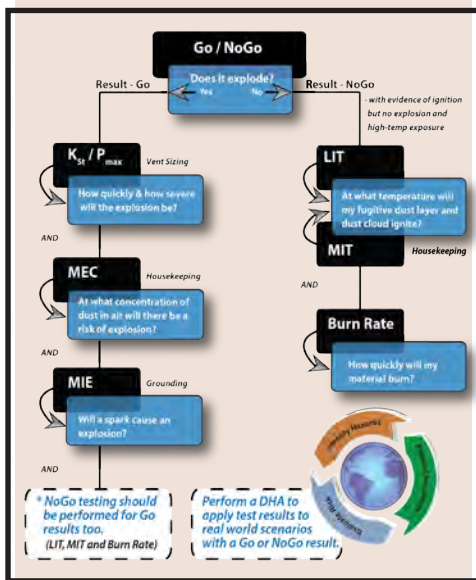 Go / NoGo
Does it explode?
Yes No
Result - Go
Result - NoGo
- with evidence of ignition
but no explosion and
high-temp exposure
KSt / Pmax
Vent Sizing
How quickly & how severe
will the explosion be?
AND
MEC
Housekeeping
At what concentration of
dust in air will there be a
risk of explosion?
AND
MIE
Grounding
Will a spark cause an
explosion?
AND
* NoGo testing should
be performed for Go
results too.
(LIT, MIT and Burn Rate)
LIT
At what temperature will
my fugitive dust layer and
dust cloud ignite?
MIT
Housekeeping
AND
Burn Rate
How quickly will my
material burn?
Perform a DHA to
apply test results to
real world scenarios
with a Go or NoGo result.
Identify Hazards
Evaluate Risk